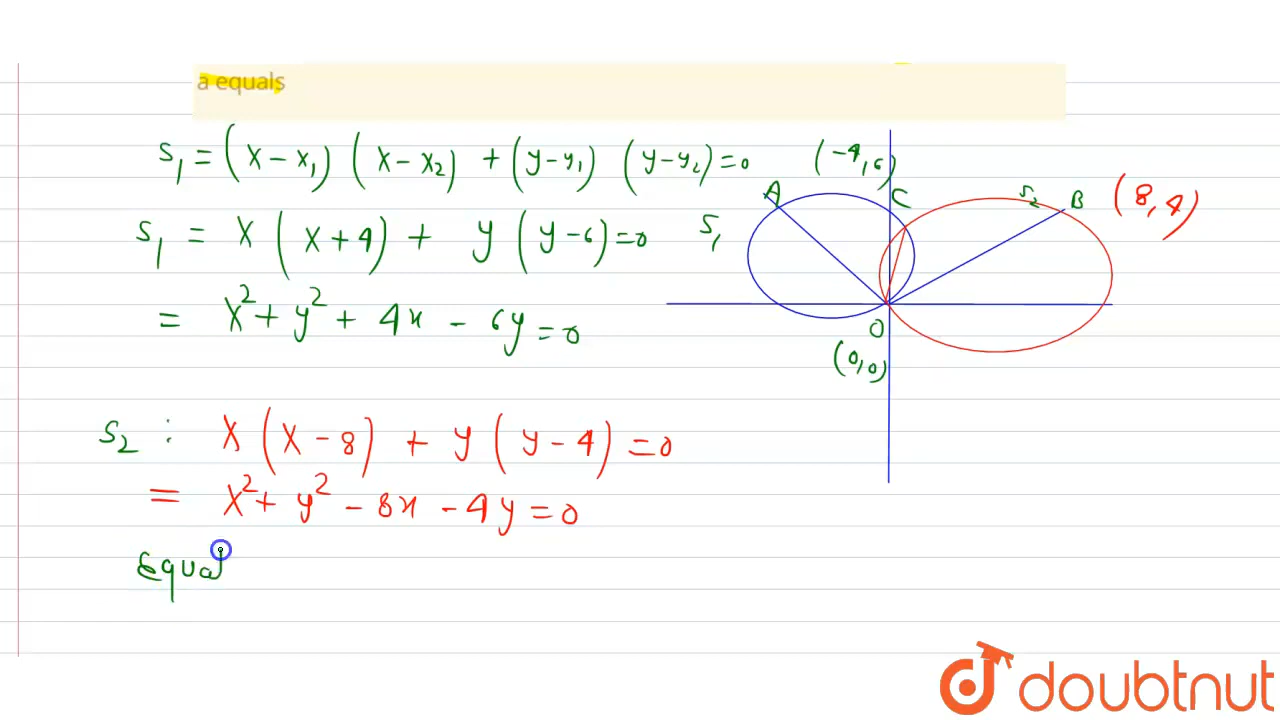 a equals
S₁ = (x - x₁) (x - x₂) + (y - y₁) (y - y₂) = 0
S₁ = x (x + 4) + y (y - 6) = 0
= x² + y² + 4x - 6y = 0
S₂ : x (x - 8) + y (y - 4) = 0
= x² + y² - 8x - 4y = 0
Equal
(-4, 6)
A
C
S₂
B
(8, 4)
S₁
O
(0, 0)
doubtnut